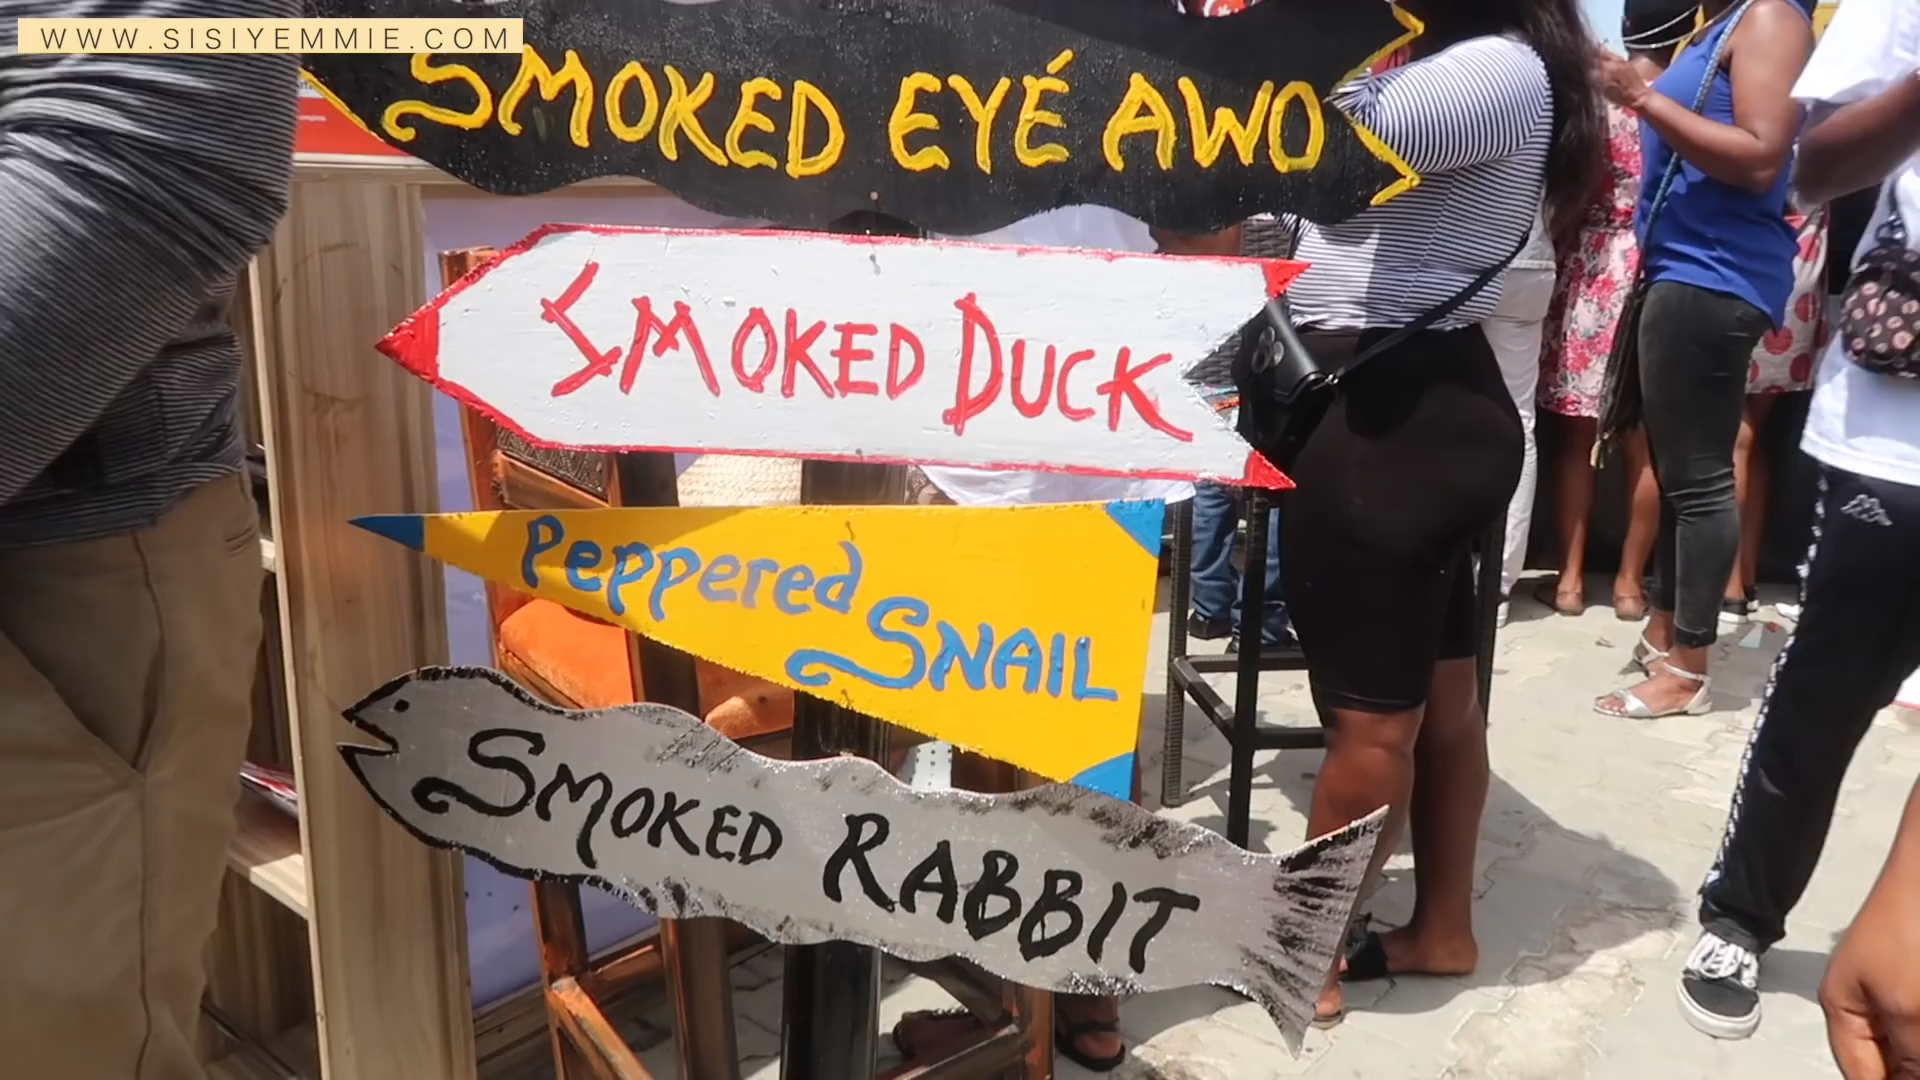 WWW.SISIYEMMIE.COM
SMOKED EYÉ AWO
SMOKED DUCK
Peppered SNAIL
SMOKED RABBIT